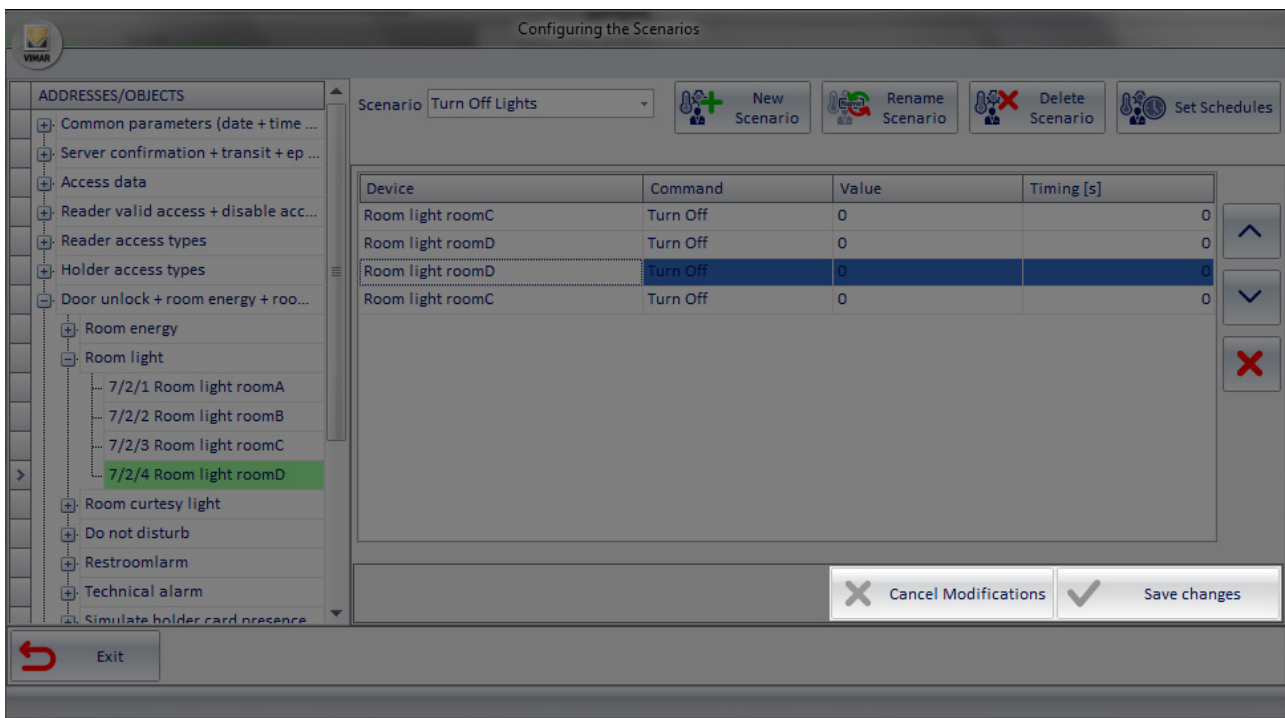 Configuring the Scenarios
VIMAR
ADDRESSES/OBJECTS
Common parameters (date + time ...
Server confirmation + transit + ep ...
Access data
Reader valid access + disable acc...
Reader access types
Holder access types
Door unlock + room energy + roo...
Room energy
Room light
7/2/1 Room light roomA
7/2/2 Room light roomB
7/2/3 Room light roomC
7/2/4 Room light roomD
Room curtesy light
Do not disturb
Restroomlarm
Technical alarm
Simulate holder card presence
Scenario Turn Off Lights
New
Scenario
Rename
Scenario
Delete
Scenario
Set Schedules
Device Command Value Timing [s]
Room light roomC Turn Off 0 0
Room light roomD Turn Off 0 0
Room light roomD Turn Off 0 0
Room light roomC Turn Off 0 0
Cancel Modifications
Save changes
Exit